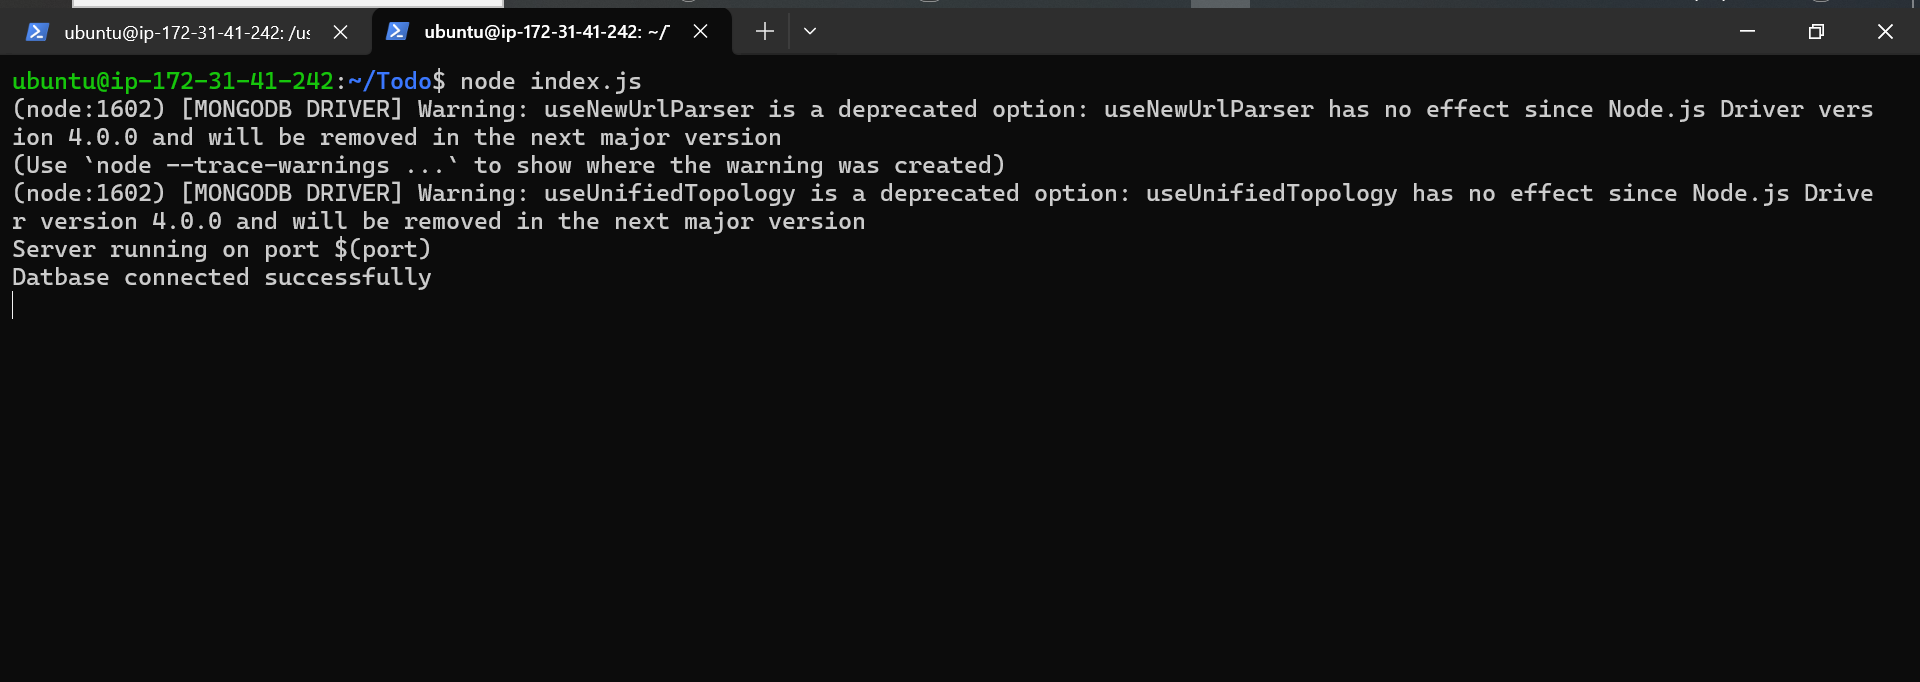 ubuntu@ip-172-31-41-242: /us
ubuntu@ip-172-31-41-242: ~/T
ubuntu@ip-172-31-41-242:~/Todo$ node index.js
(node:1602) [MONGODB DRIVER] Warning: useNewUrlParser is a deprecated option: useNewUrlParser has no effect since Node.js Driver vers
ion 4.0.0 and will be removed in the next major version
(Use `node --trace-warnings ...` to show where the warning was created)
(node:1602) [MONGODB DRIVER] Warning: useUnifiedTopology is a deprecated option: useUnifiedTopology has no effect since Node.js Drive
r version 4.0.0 and will be removed in the next major version
Server running on port $(port)
Datbase connected successfully